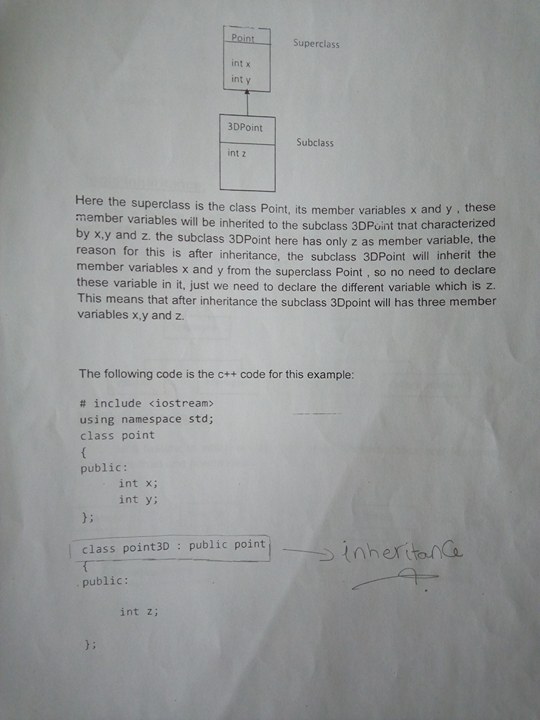 Point
Superclass
int x
int y
3DPoint
Subclass
int z
Here the superclass is the class Point, its member variables x and y , these
member variables will be inherited to the subclass 3DPoint that characterized
by x,y and z. the subclass 3DPoint here has only z as member variable, the
reason for this is after inheritance, the subclass 3DPoint will inherit the
member variables x and y from the superclass Point , so no need to declare
these variable in it, just we need to declare the different variable which is z.
This means that after inheritance the subclass 3Dpoint will has three member
variables x,y and z.
The following code is the c++ code for this example:
# include <iostream>
using namespace std;
class point
{
public:
int x;
int y;
};
class point3D : public point
inheritance
{
public:
int z;
};